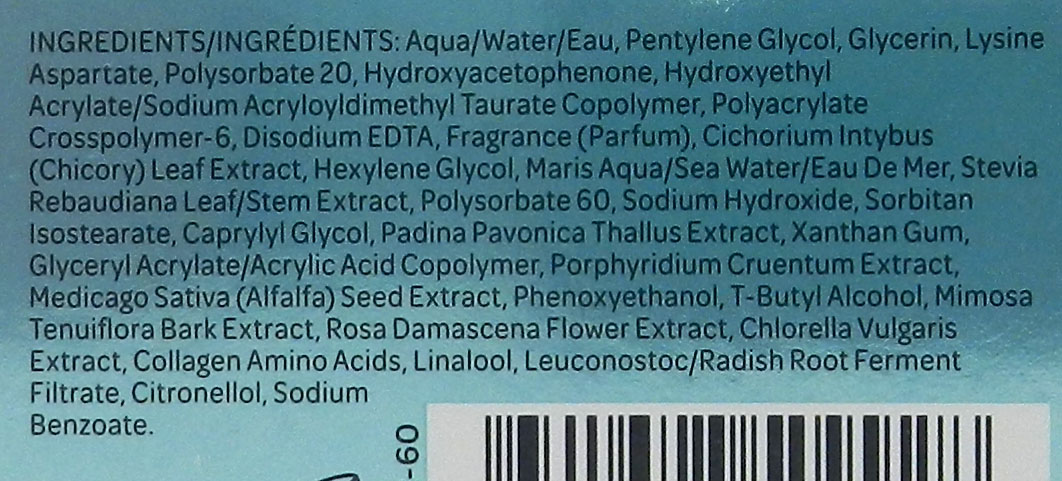 INGREDIENTS/INGRÉDIENTS: Aqua/Water/Eau, Pentylene Glycol, Glycerin, Lysine
Aspartate, Polysorbate 20, Hydroxyacetophenone, Hydroxyethyl
Acrylate/Sodium Acryloyldimethyl Taurate Copolymer, Polyacrylate
Crosspolymer-6, Disodium EDTA, Fragrance (Parfum), Cichorium Intybus
(Chicory) Leaf Extract, Hexylene Glycol, Maris Aqua/Sea Water/Eau De Mer, Stevia
Rebaudiana Leaf/Stem Extract, Polysorbate 60, Sodium Hydroxide, Sorbitan
Isostearate, Caprylyl Glycol, Padina Pavonica Thallus Extract, Xanthan Gum,
Glyceryl Acrylate/Acrylic Acid Copolymer, Porphyridium Cruentum Extract,
Medicago Sativa (Alfalfa) Seed Extract, Phenoxyethanol, T-Butyl Alcohol, Mimosa
Tenuiflora Bark Extract, Rosa Damascena Flower Extract, Chlorella Vulgaris
Extract, Collagen Amino Acids, Linalool, Leuconostoc/Radish Root Ferment
Filtrate, Citronellol, Sodium
Benzoate.
-60